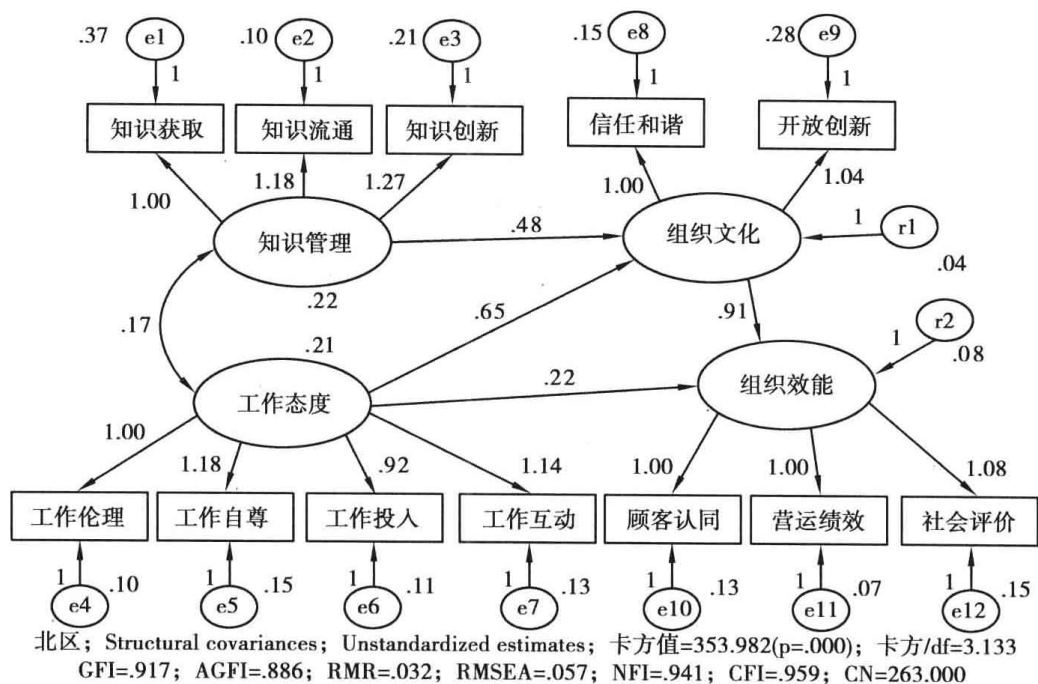 .37 e1 .10 e2 .21 e3 .15 e8 .28 e9
1 1 1 1 1
知识获取 知识流通 知识创新 信任和谐 开放创新
1.00 1.18 1.27 1.00 1.04
知识管理 .48 组织文化 1 r1
.04
.22
.17 .65 .91 r2
.21 1 .08
工作态度 .22 组织效能
1.00 1.18 .92 1.14 1.00 1.00 1.08
工作伦理 工作自尊 工作投入 工作互动 顾客认同 营运绩效 社会评价
1 .10 1 .15 1 .11 1 .13 1 .13 1 .07 1 .15
e4 e5 e6 e7 e10 e11 e12
北区; Structural covariances; Unstandardized estimates; 卡方值=353.982(p=.000); 卡方/df=3.133
GFI=.917; AGFI=.886; RMR=.032; RMSEA=.057; NFI=.941; CFI=.959; CN=263.000